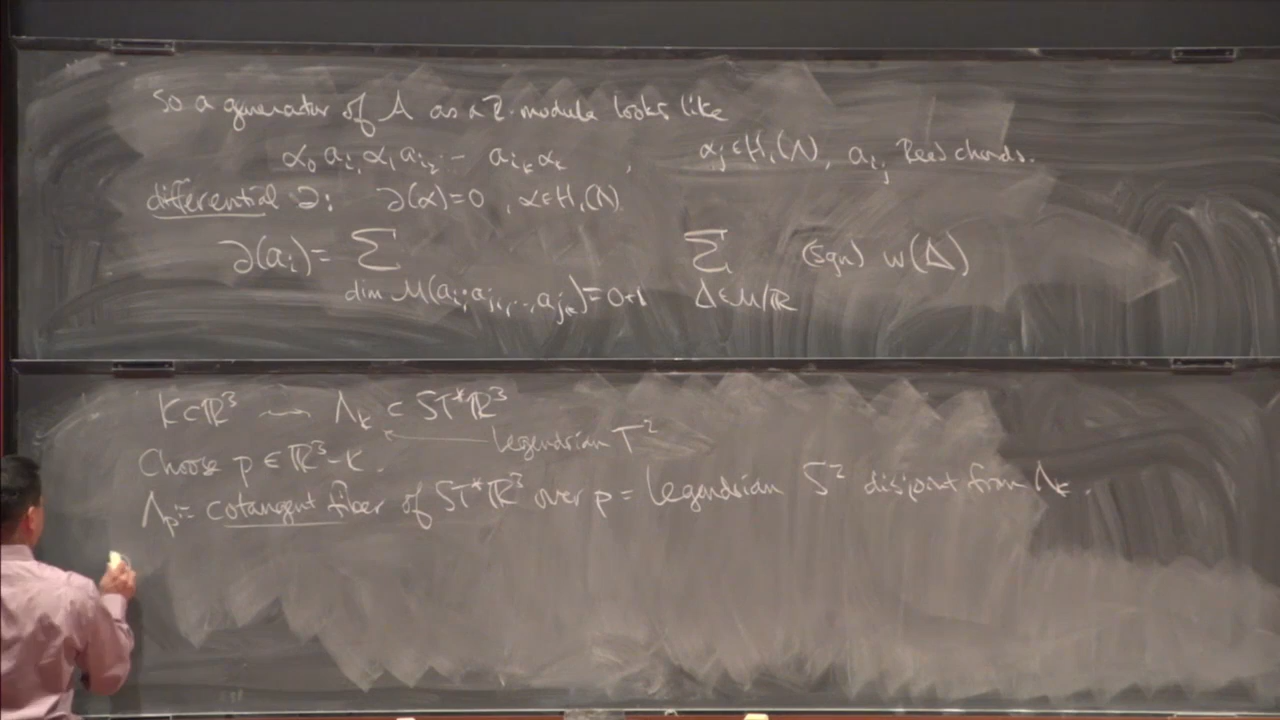 So a generator of A as a Z-module looks like
α₀ a_{i₁} α₁ a_{i₂} ··· a_{i_k} α_k , α_j ∈ H₁(Λ), a_{i_j} Reeb chords.
differential ∂: ∂(α)=0 , α∈H₁(Λ)
∂(a_i) = Σ_{dim M(a_i; a_{j₁}, ..., a_{j_k}) = 0+1} Σ_{Δ∈M/ℝ} (sgn) w(Δ)
K⊂ℝ³ ⟿ Λ_K ⊂ ST*ℝ³
Legendrian T²
Choose p ∈ ℝ³-K.
Λ_p := cotangent fiber of ST*ℝ³ over p = Legendrian S² disjoint from Λ_K.